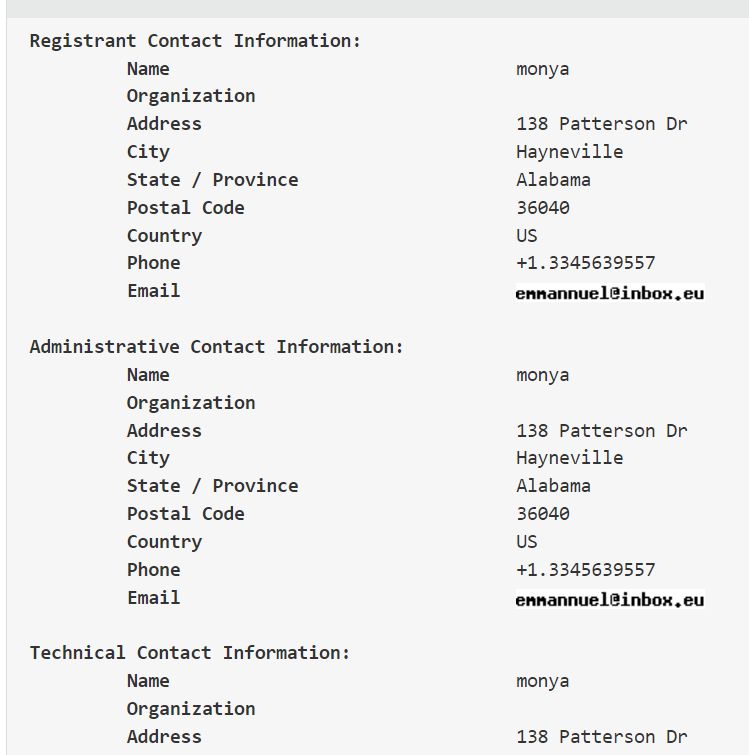 Registrant Contact Information:
Name monya
Organization
Address 138 Patterson Dr
City Hayneville
State / Province Alabama
Postal Code 36040
Country US
Phone +1.3345639557
Email emmannuel@inbox.eu
Administrative Contact Information:
Name monya
Organization
Address 138 Patterson Dr
City Hayneville
State / Province Alabama
Postal Code 36040
Country US
Phone +1.3345639557
Email emmannuel@inbox.eu
Technical Contact Information:
Name monya
Organization
Address 138 Patterson Dr